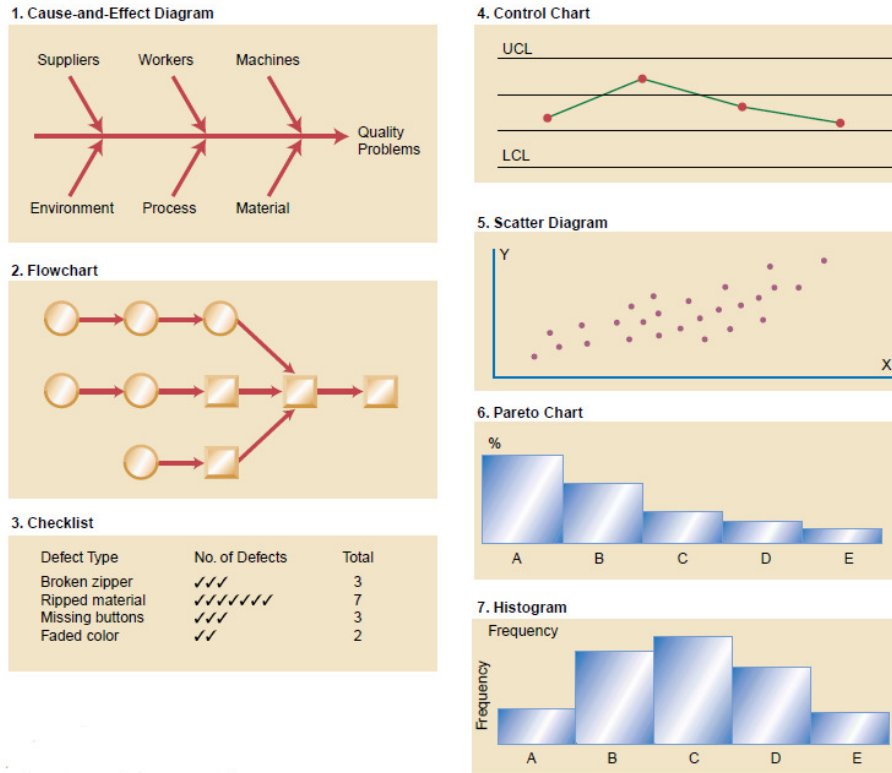 1. Cause-and-Effect Diagram
Suppliers Workers Machines
Quality
Problems
Environment Process Material
2. Flowchart
3. Checklist
Defect Type No. of Defects Total
Broken zipper ✓✓✓ 3
Ripped material ✓✓✓✓✓✓✓ 7
Missing buttons ✓✓✓ 3
Faded color ✓✓ 2
4. Control Chart
UCL
LCL
5. Scatter Diagram
Y
X
6. Pareto Chart
%
A B C D E
7. Histogram
Frequency
Frequency
A B C D E